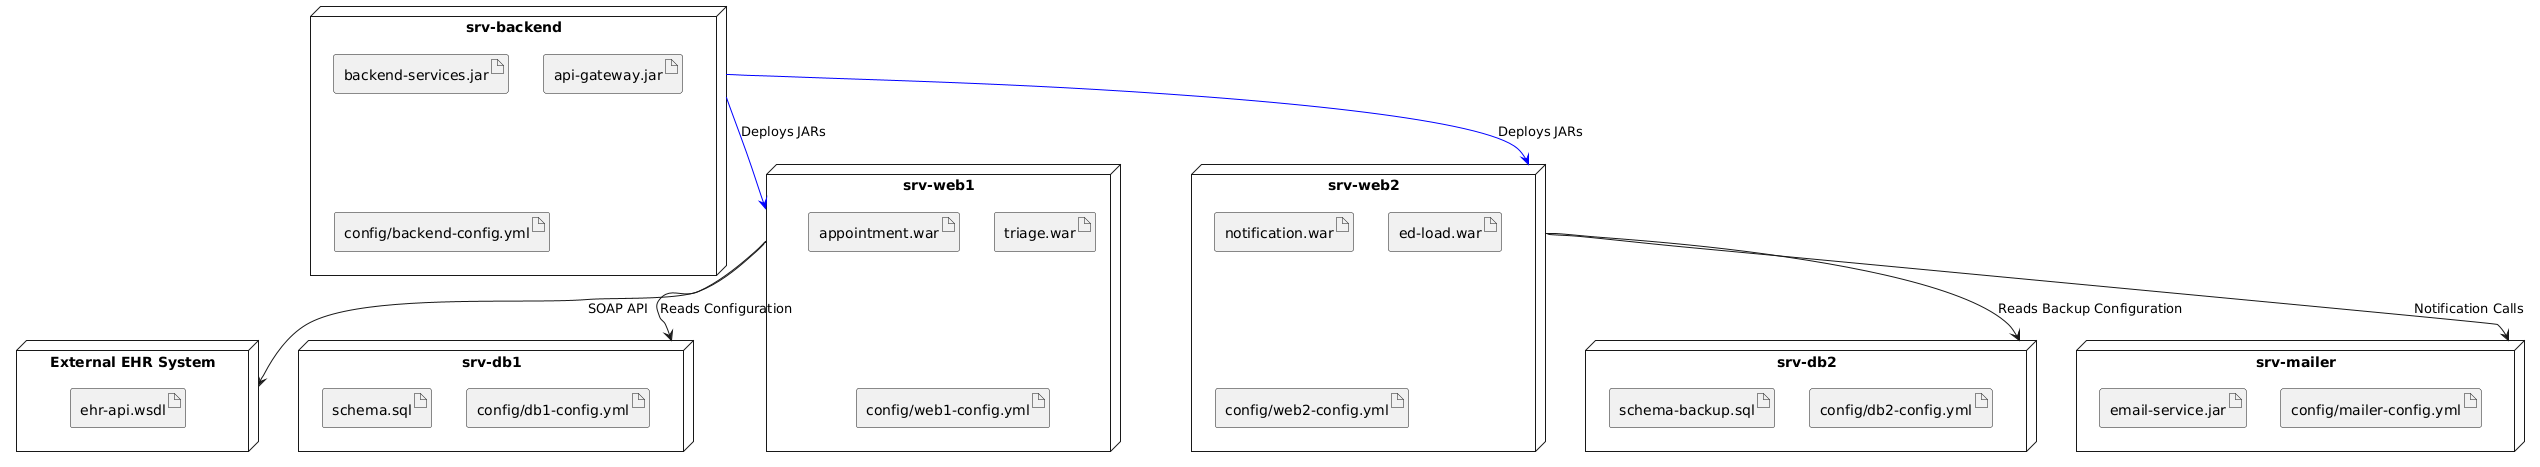 srv-backend
backend-services.jar
api-gateway.jar
Deploys JARs
Deploys JARs
srv-web1
srv-web2
config/backend-config.yml
appointment.war
triage.war
notification.war
ed-load.war
SOAP API
Reads Configuration
Reads Backup Configuration
Notification Calls
External EHR System
srv-db1
srv-db2
srv-mailer
ehr-api.wsdl
schema.sql
config/db1-config.yml
config/web1-config.yml
config/web2-config.yml
schema-backup.sql
config/db2-config.yml
email-service.jar
config/mailer-config.yml